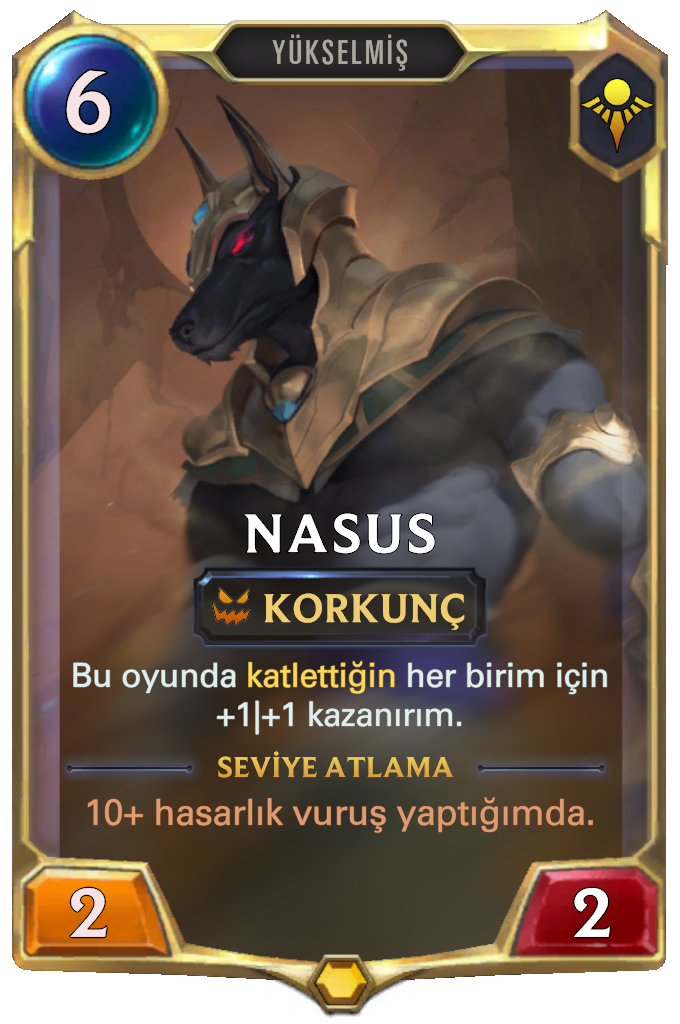 YÜKSELMİŞ
6
NASUS
KORKUNÇ
Bu oyunda katlettiğin her birim için
+1|+1 kazanırım.
SEVİYE ATLAMA
10+ hasarlık vuruş yaptığımda.
2
2